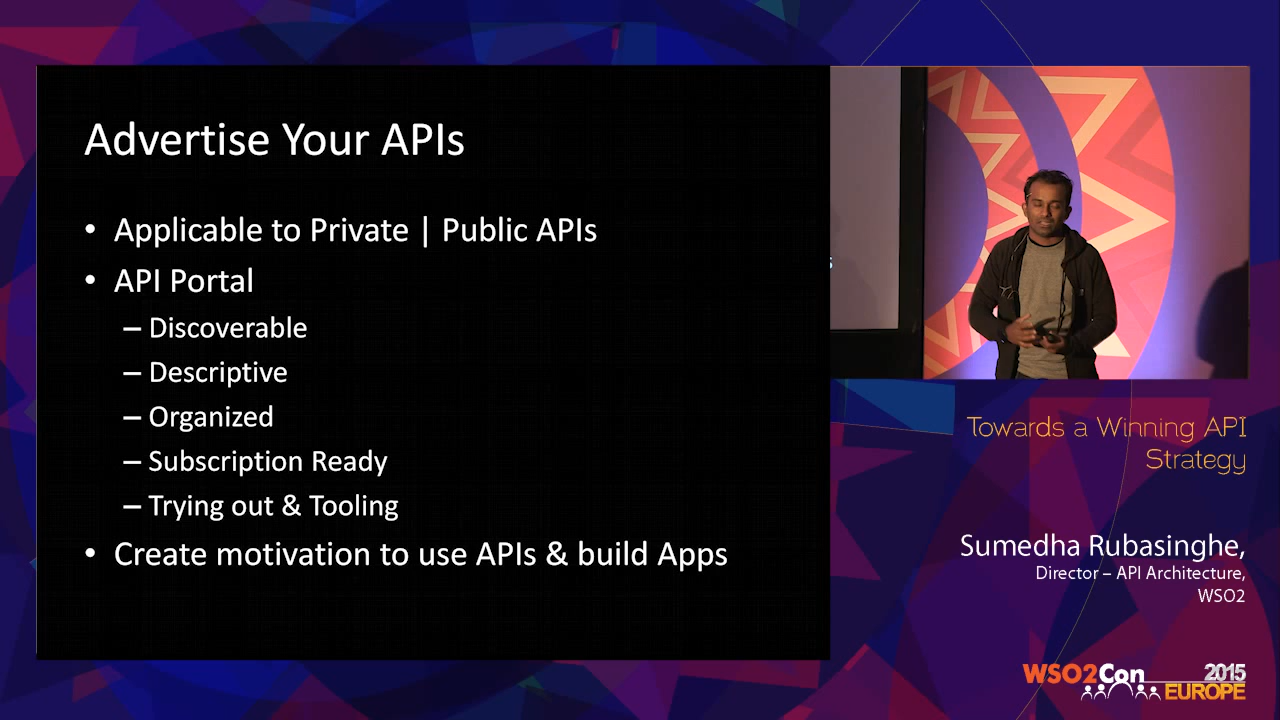 Advertise Your APIs
• Applicable to Private | Public APIs
• API Portal
– Discoverable
– Descriptive
– Organized
– Subscription Ready
– Trying out & Tooling
• Create motivation to use APIs & build Apps
Towards a Winning API
Strategy
Sumedha Rubasinghe,
Director – API Architecture,
WSO2
WSO2Con 2015
EUROPE